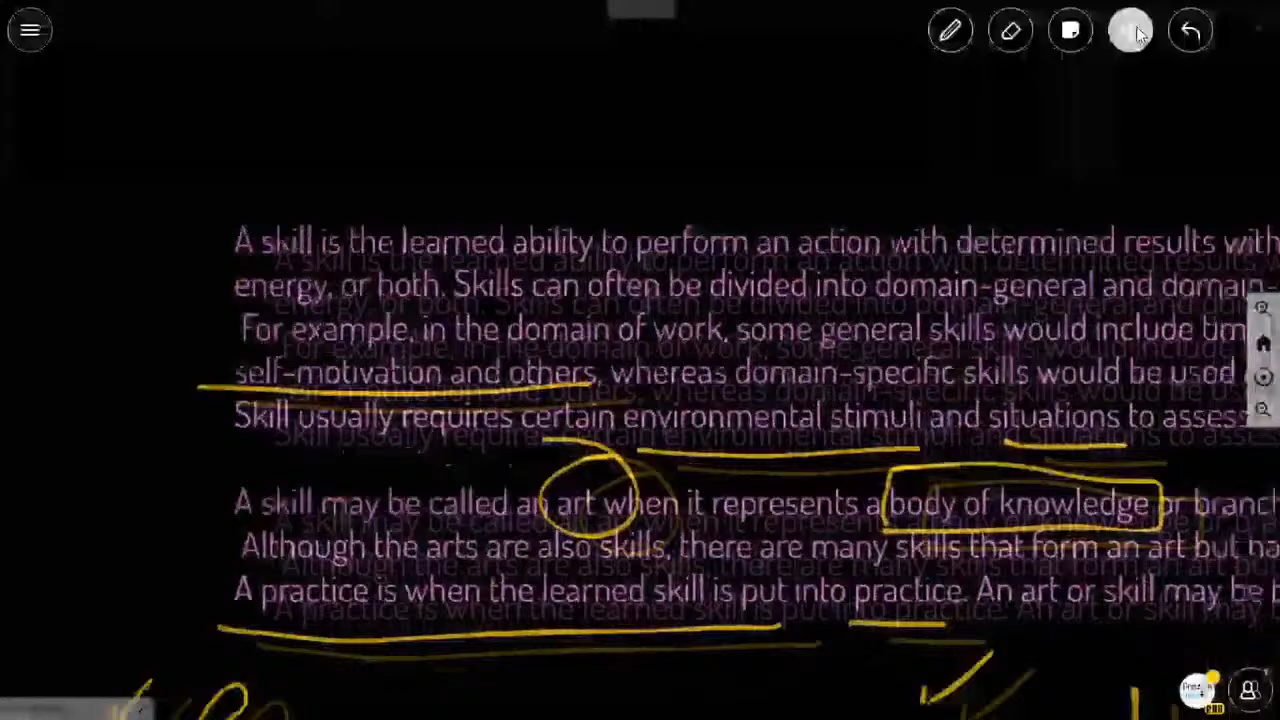 A skill is the learned ability to perform an action with determined results with
energy, or both. Skills can often be divided into domain-general and domain-
For example, in the domain of work, some general skills would include tim
self-motivation and others, whereas domain-specific skills would be used
Skill usually requires certain environmental stimuli and situations to assess
A skill may be called an art when it represents a body of knowledge or branch
Although the arts are also skills, there are many skills that form an art but ha
A practice is when the learned skill is put into practice. An art or skill may be